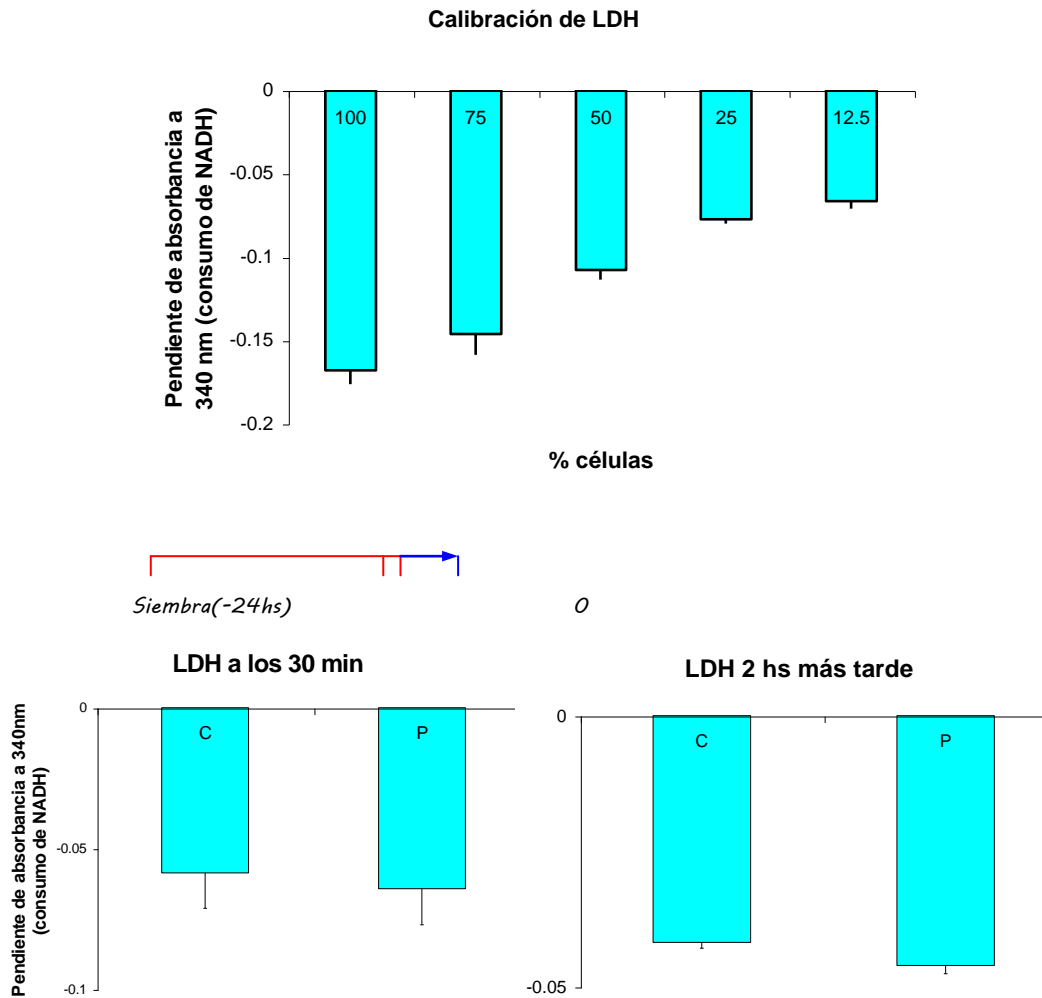 Calibración de LDH
Pendiente de absorbancia a
340 nm (consumo de NADH)
0
-0.05
-0.1
-0.15
-0.2
100
75
50
25
12.5
% células
Siembra(-24hs)
0
LDH a los 30 min
Pendiente de absorbancia a 340nm
(consumo de NADH)
0
-0.05
-0.1
C
P
LDH 2 hs más tarde
0
-0.05
C
P